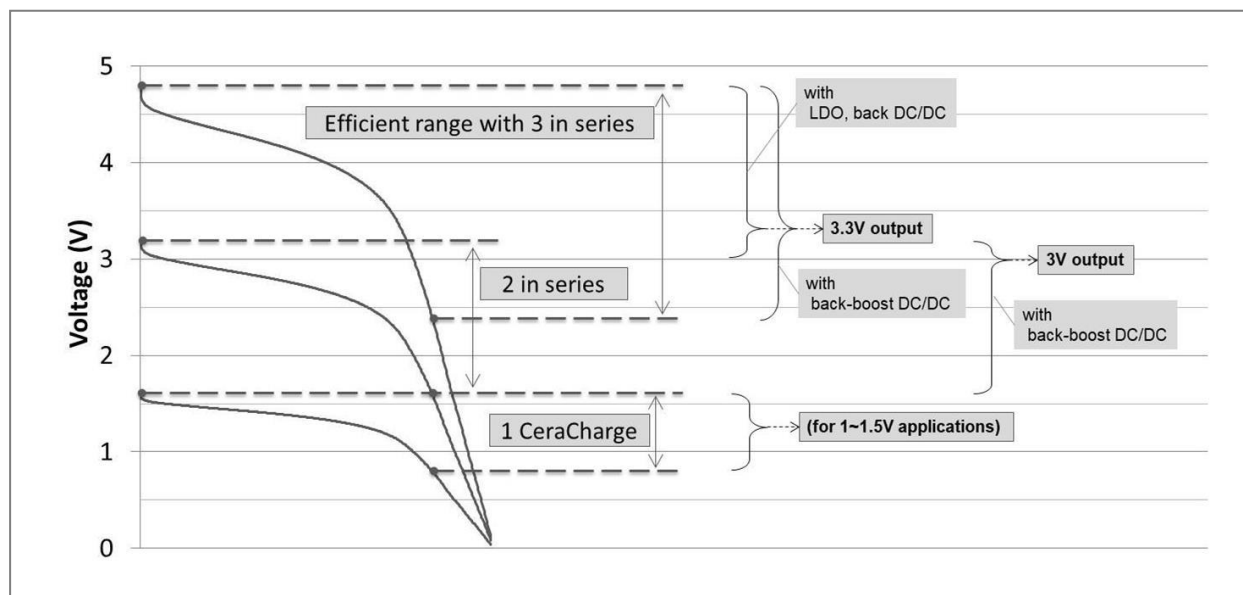 5
4
3
2
1
0
Voltage (V)
Efficient range with 3 in series
2 in series
1 CeraCharge
with
LDO, back DC/DC
3.3V output
with
back-boost DC/DC
3V output
with
back-boost DC/DC
(for 1~1.5V applications)